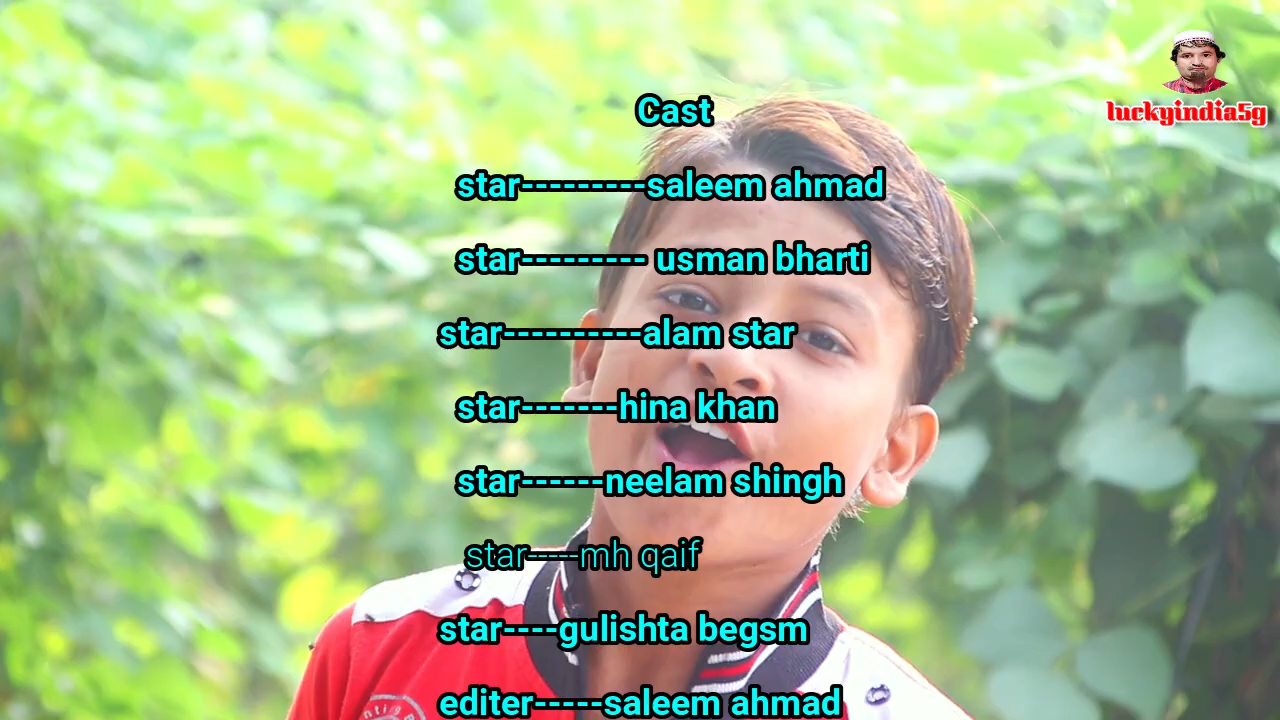 Cast
luckyindia5g
star---------saleem ahmad
star--------- usman bharti
star----------alam star
star-------hina khan
star------neelam shingh
star-----mh qaif
star----gulishta begsm
editer-----saleem ahmad